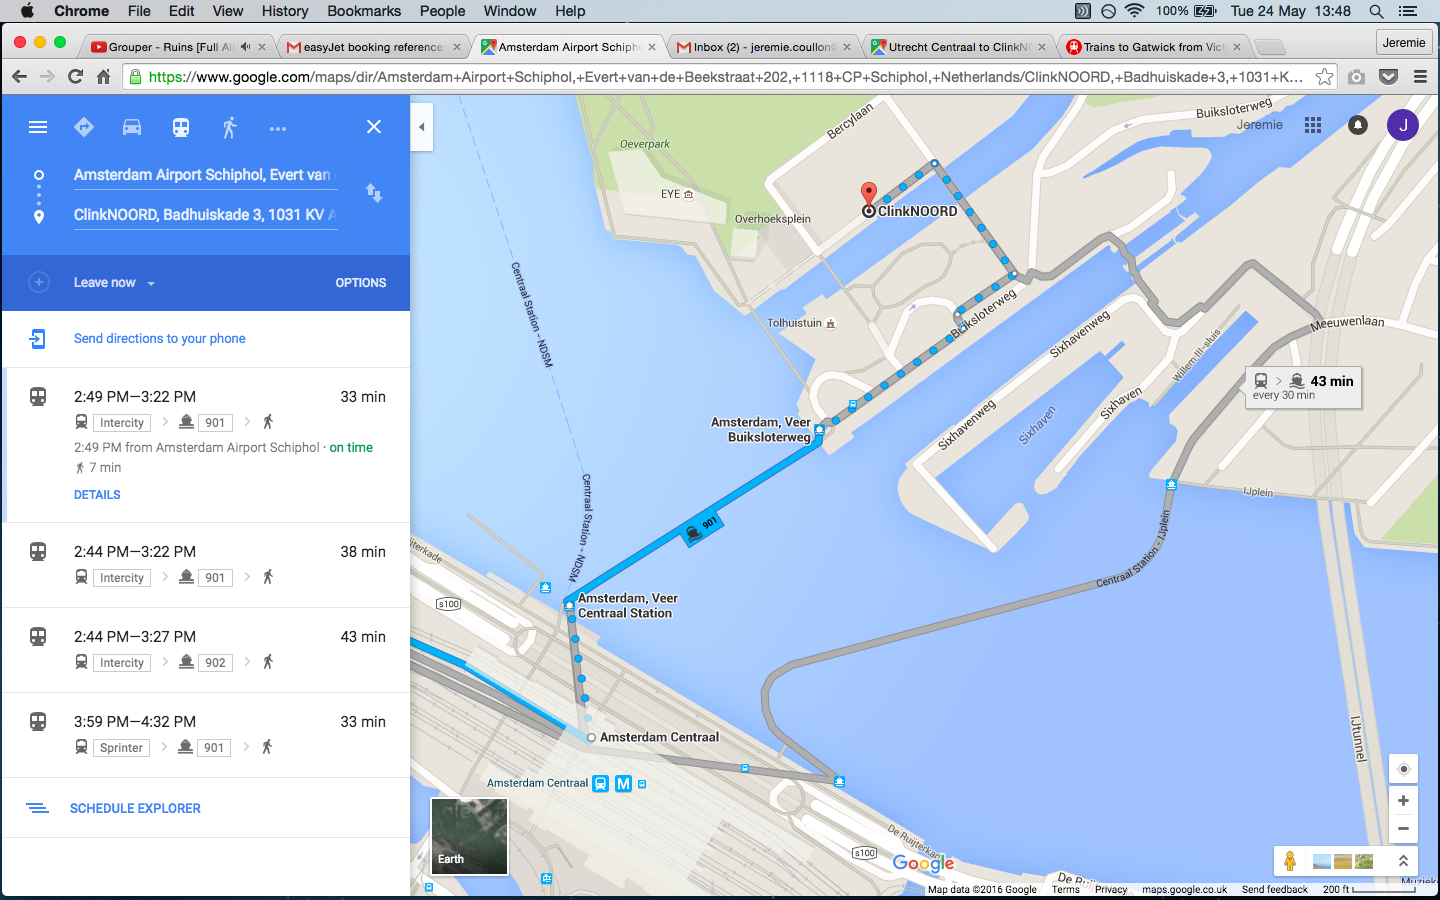 Chrome File Edit View History Bookmarks People Window Help 100% Tue 24 May 13:48
Grouper - Ruins [Full Al
easyJet booking reference:
Amsterdam Airport Schipho
Inbox (2) - jeremie.coullon@
Utrecht Centraal to ClinkNO
Trains to Gatwick from Vict
Jeremie
https://www.google.com/maps/dir/Amsterdam+Airport+Schiphol,+Evert+van+de+Beekstraat+202,+1118+CP+Schiphol,+Netherlands/ClinkNOORD,+Badhuiskade+3,+1031+K...
Amsterdam Airport Schiphol, Evert van
ClinkNOORD, Badhuiskade 3, 1031 KV A
Leave now
OPTIONS
Send directions to your phone
2:49 PM—3:22 PM 33 min
Intercity 901
2:49 PM from Amsterdam Airport Schiphol · on time
7 min
DETAILS
2:44 PM—3:22 PM 38 min
Intercity 901
2:44 PM—3:27 PM 43 min
Intercity 902
3:59 PM—4:32 PM 33 min
Sprinter 901
SCHEDULE EXPLORER
Jeremie
J
Buiksloterweg
Bercylaan
Oeverpark
EYE
Overhoeksplein
ClinkNOORD
Centraal Station - NDSM
Tolhuistuin
Buiksloterweg
Meeuwenlaan
Sixhavenweg
Willem III-sluis
43 min
every 30 min
Amsterdam, Veer
Buiksloterweg
Sixhavenweg
Sixhaven
Sixhaven
IJplein
Centraal Station - NDSM
901
Centraal Station - IJplein
uiterkade
s100
Amsterdam, Veer
Centraal Station
Amsterdam Centraal
Amsterdam Centraal
M
IJtunnel
De Ruijterkade
s100
De Ruijterka
Muzieke
Earth
Google
Map data ©2016 Google Terms Privacy maps.google.co.uk Send feedback 200 ft